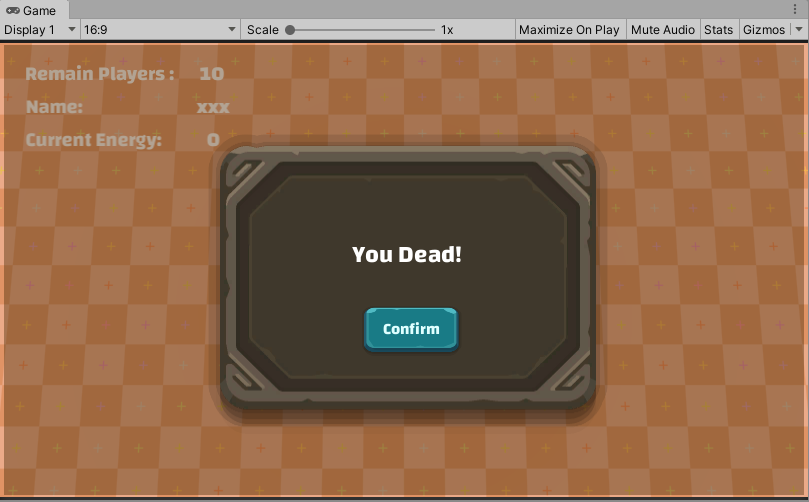 Game
Display 1 16:9 Scale 1x Maximize On Play Mute Audio Stats Gizmos
Remain Players : 10
Name: xxx
Current Energy: 0
You Dead!
Confirm